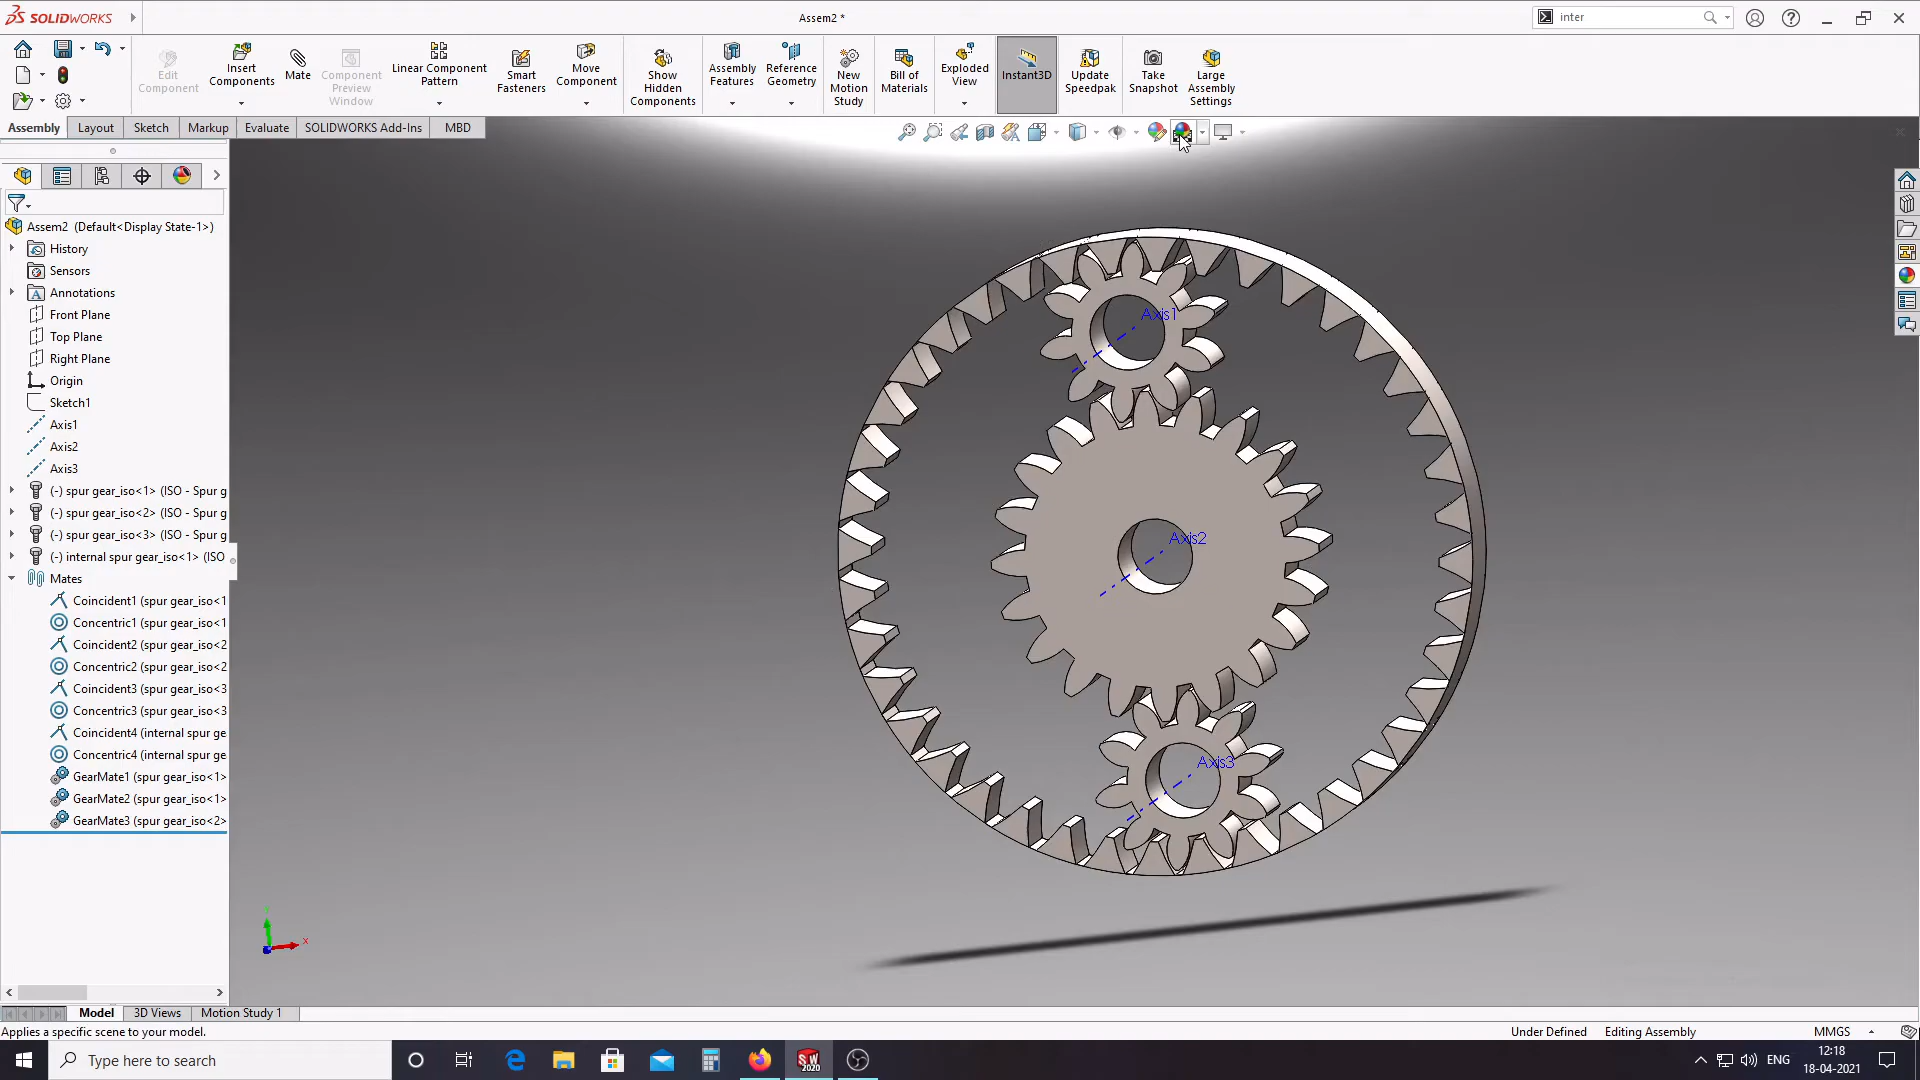 SOLIDWORKS
Assem2 *
inter
Edit
Component
Insert
Components
Mate
Component
Preview
Window
Linear Component
Pattern
Smart
Fasteners
Move
Component
Show
Hidden
Components
Assembly
Features
Reference
Geometry
New
Motion
Study
Bill of
Materials
Exploded
View
Instant3D
Update
Speedpak
Take
Snapshot
Large
Assembly
Settings
Assembly
Layout
Sketch
Markup
Evaluate
SOLIDWORKS Add-Ins
MBD
Assem2 (Default<Display State-1>)
History
Sensors
Annotations
Front Plane
Top Plane
Right Plane
Origin
Sketch1
Axis1
Axis2
Axis3
(-) spur gear_iso<1> (ISO - Spur g
(-) spur gear_iso<2> (ISO - Spur g
(-) spur gear_iso<3> (ISO - Spur g
(-) internal spur gear_iso<1> (ISO
Mates
Coincident1 (spur gear_iso<1
Concentric1 (spur gear_iso<1
Coincident2 (spur gear_iso<2
Concentric2 (spur gear_iso<2
Coincident3 (spur gear_iso<3
Concentric3 (spur gear_iso<3
Coincident4 (internal spur ge
Concentric4 (internal spur ge
GearMate1 (spur gear_iso<1>
GearMate2 (spur gear_iso<1>
GearMate3 (spur gear_iso<2>
Axis1
Axis2
Axis3
x
Model
3D Views
Motion Study 1
Applies a specific scene to your model.
Under Defined
Editing Assembly
MMGS
Type here to search
SW
2020
ENG
12:18
18-04-2021